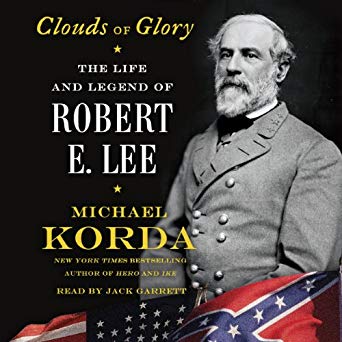 Clouds of Glory
THE LIFE
AND LEGEND OF
ROBERT
E. LEE
MICHAEL
KORDA
NEW YORK TIMES BESTSELLING
AUTHOR OF HERO AND IKE
READ BY JACK GARRETT